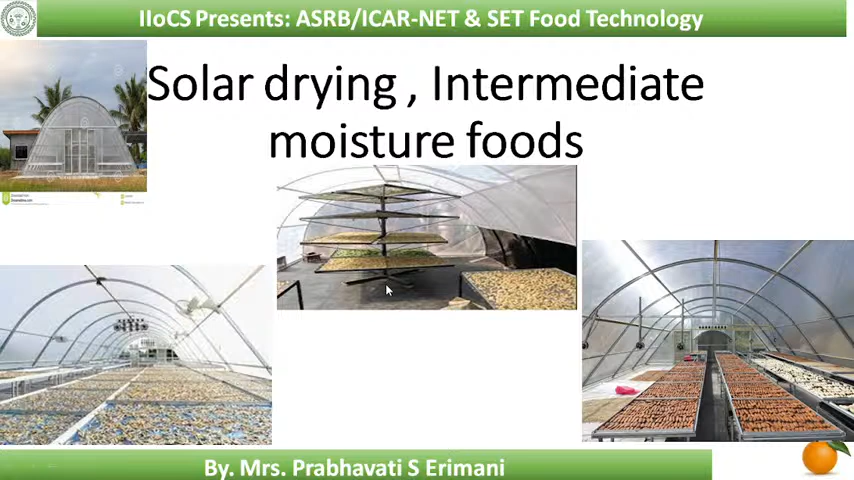 IIoCS Presents: ASRB/ICAR-NET & SET Food Technology
Solar drying , Intermediate
moisture foods
By. Mrs. Prabhavati S Erimani